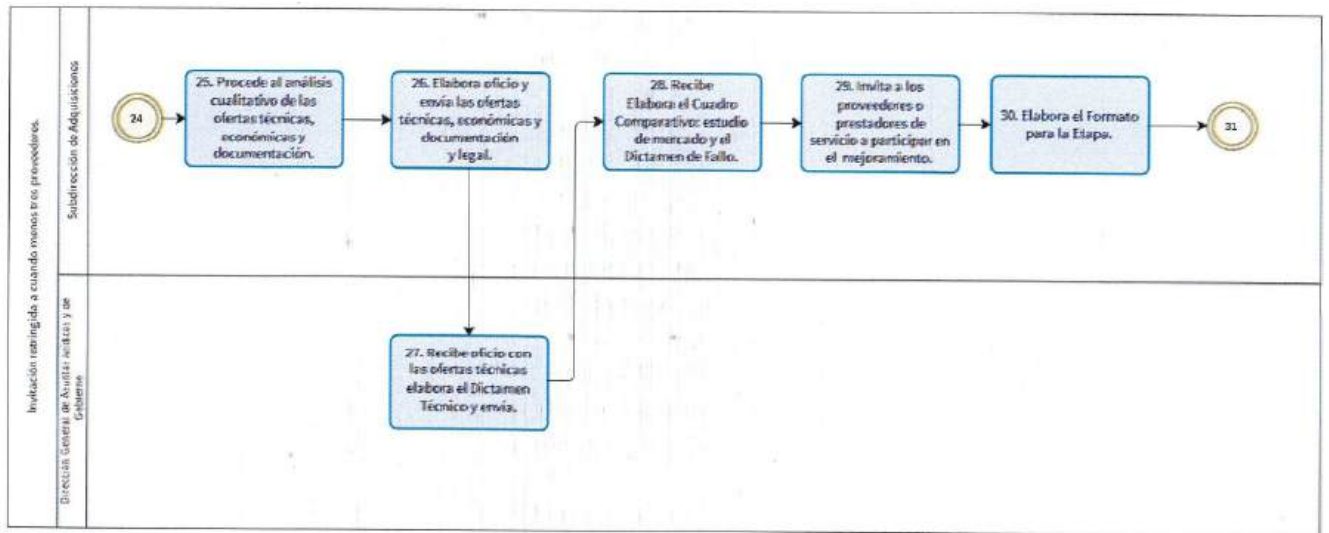 Invitación restringida a cuando menos tres proveedores.
Subdirección de Adquisiciones
24
25. Procede al análisis
cualitativo de las
ofertas técnicas,
económicas y
documentación.
26. Elabora oficio y
envía las ofertas
técnicas, económicas y
documentación
y legal.
28. Recibe
Elabora el Cuadro
Comparativo: estudio
de mercado y el
Dictamen de Fallo.
29. Invita a los
proveedores o
prestadores de
servicio a participar en
el mejoramiento.
30. Elabora el Formato
para la Etapa.
31
Dirección General de Asuntos Jurídicos y de
Gobierno
27. Recibe oficio con
las ofertas técnicas
elabora el Dictamen
Técnico y envía.